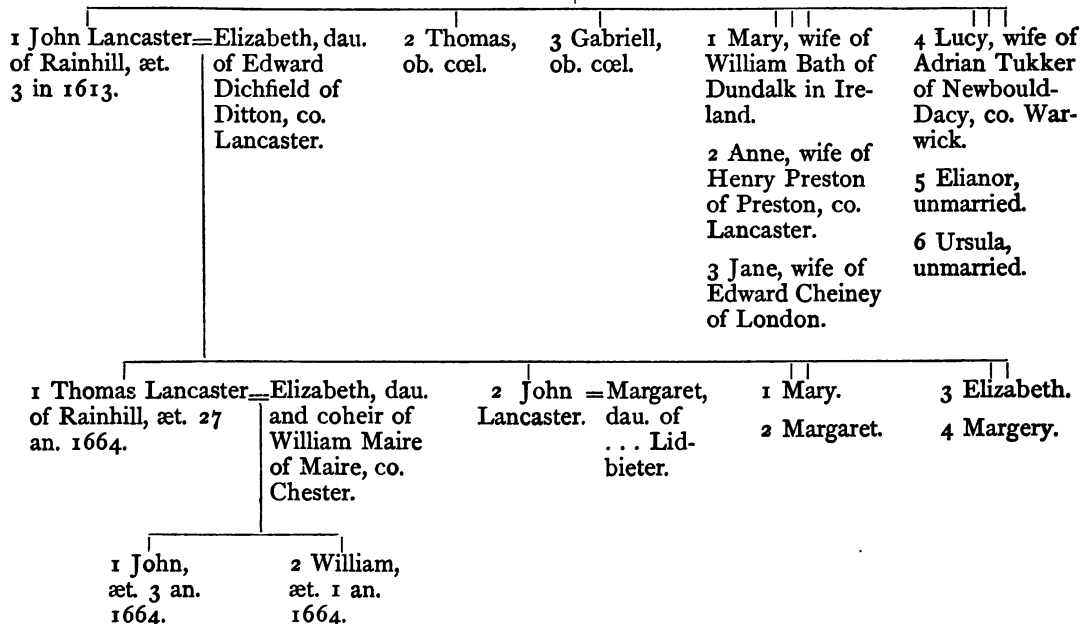 1 John Lancaster=Elizabeth, dau.
of Rainhill, æt.
3 in 1613.
of Edward
Dichfield of
Ditton, co.
Lancaster.
2 Thomas,
ob. cœl.
3 Gabriell,
ob. cœl.
1 Mary, wife of
William Bath of
Dundalk in Ire-
land.
2 Anne, wife of
Henry Preston
of Preston, co.
Lancaster.
3 Jane, wife of
Edward Cheiney
of London.
4 Lucy, wife of
Adrian Tukker
of Newbould-
Dacy, co. War-
wick.
5 Elianor,
unmarried.
6 Ursula,
unmarried.
1 Thomas Lancaster=Elizabeth, dau.
of Rainhill, æt. 27
an. 1664.
and coheir of
William Maire
of Maire, co.
Chester.
2 John =Margaret,
Lancaster.
dau. of
... Lid-
bieter.
1 Mary.
2 Margaret.
3 Elizabeth.
4 Margery.
1 John,
æt. 3 an.
1664.
2 William,
æt. 1 an.
1664.